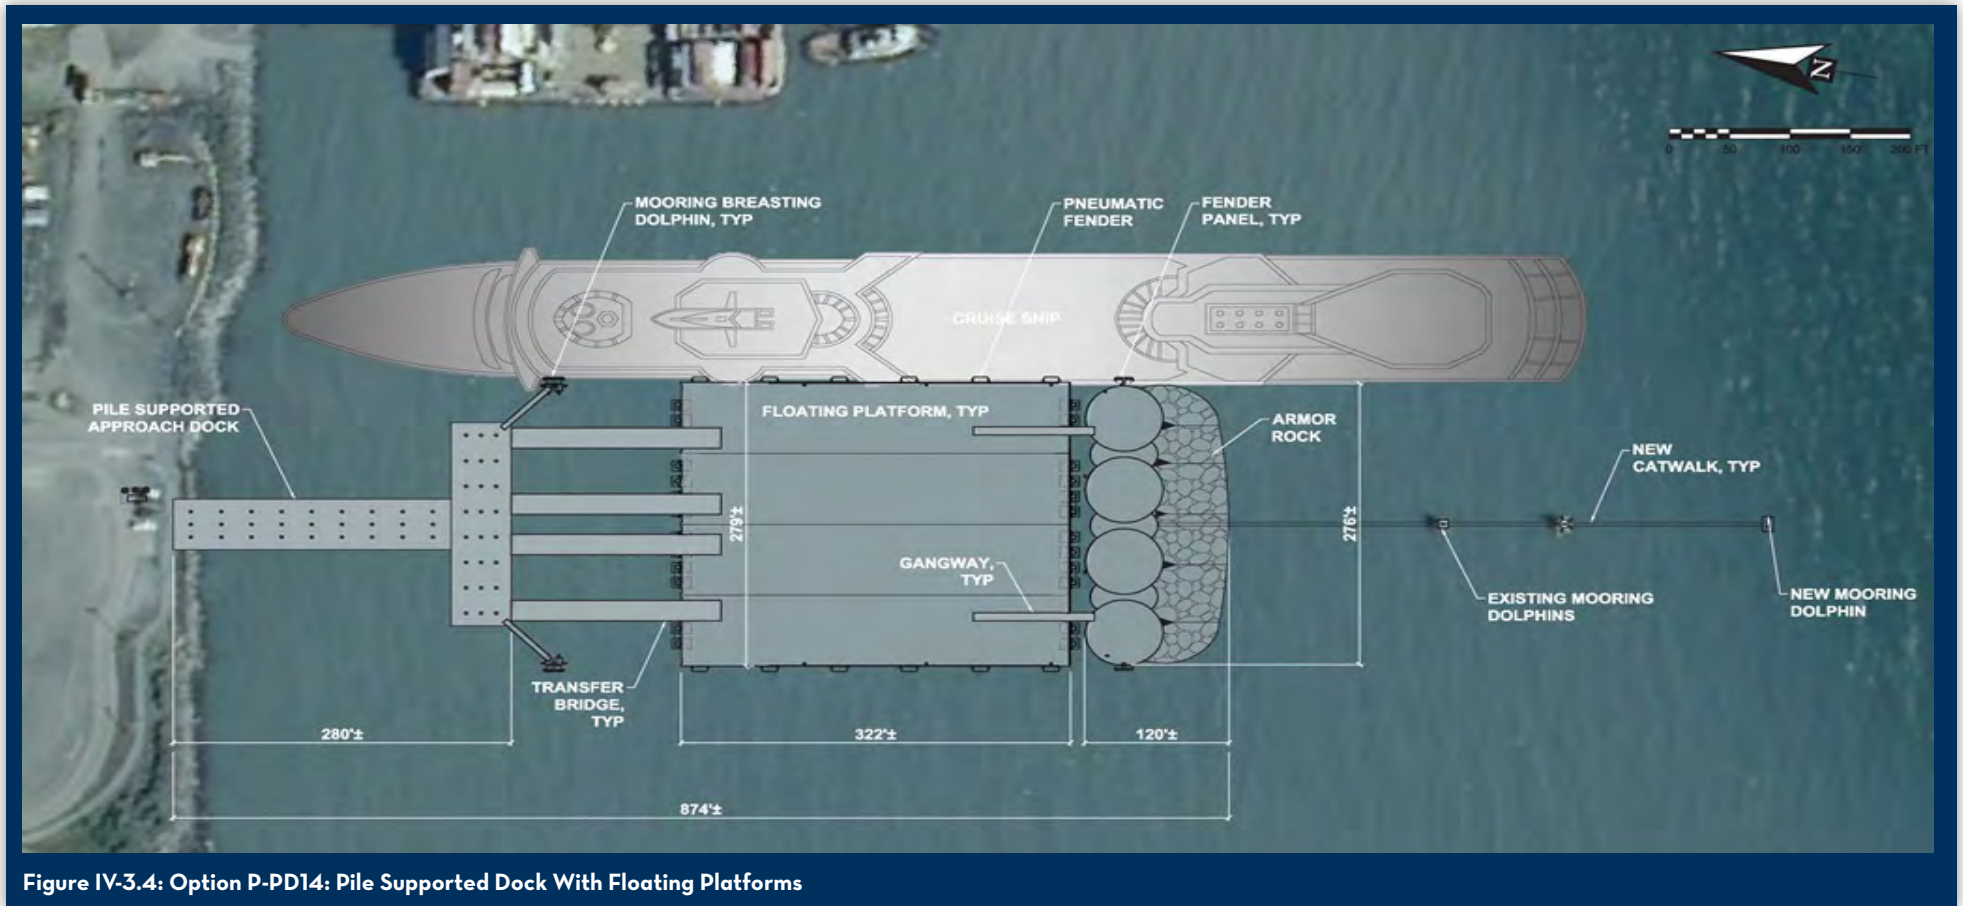 N
0 50 100 150 200 FT
MOORING BREASTING
DOLPHIN, TYP
PNEUMATIC
FENDER
FENDER
PANEL, TYP
CRUISE SHIP
PILE SUPPORTED
APPROACH DOCK
FLOATING PLATFORM, TYP
ARMOR
ROCK
NEW
CATWALK, TYP
279'±
276'±
GANGWAY,
TYP
EXISTING MOORING
DOLPHINS
NEW MOORING
DOLPHIN
TRANSFER
BRIDGE,
TYP
280'±
322'±
120'±
874'±
Figure IV-3.4: Option P-PD14: Pile Supported Dock With Floating Platforms